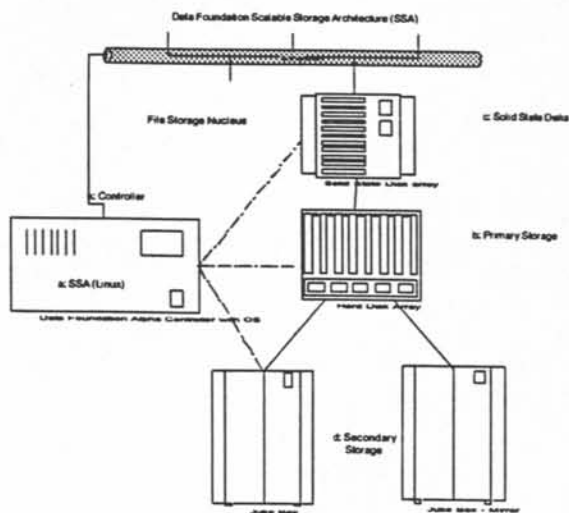 Data Foundation Scalable Storage Architecture (SSA)
File Storage Nucleus
c: Solid State Disks
Solid State Disk array
c: Controller
b: Primary Storage
a: SSA (Linux)
Hard Disk Array
Data Foundation Alpha Controller with OS
d: Secondary
Storage
Juke Box
Juke Box - Mirror